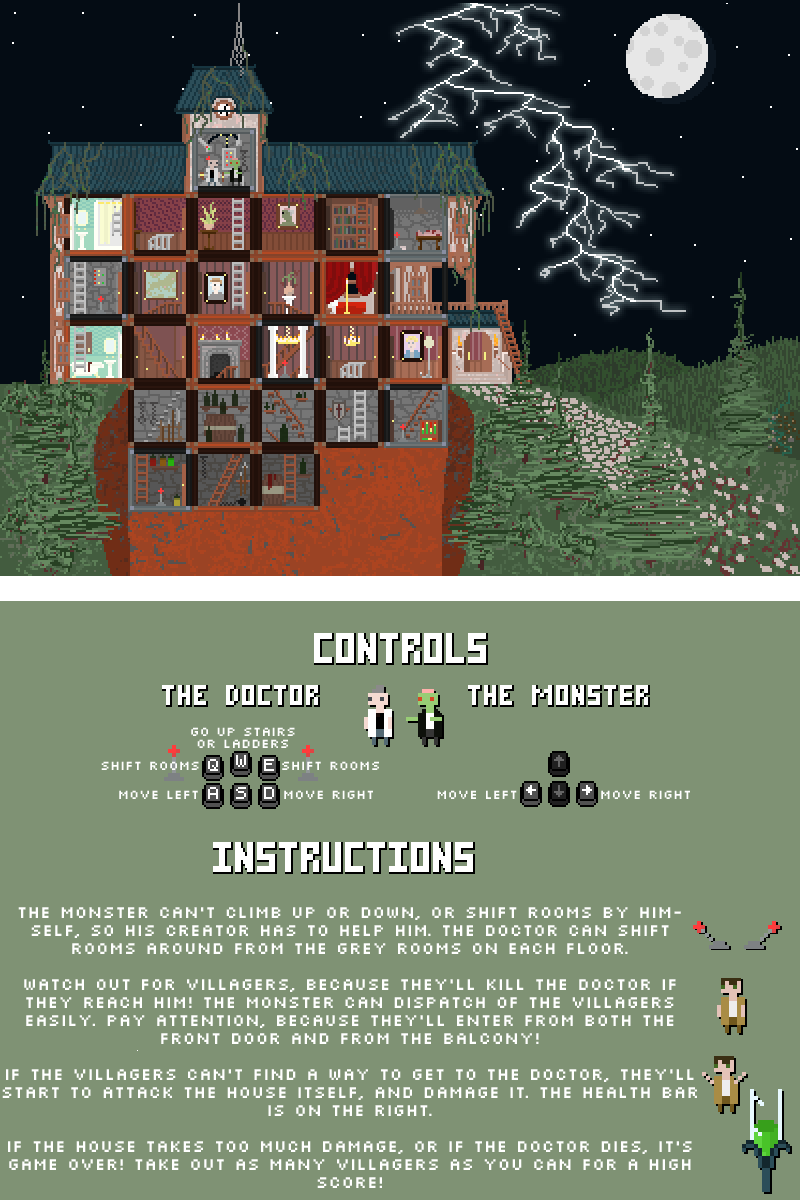 CONTROLS
THE DOCTOR
THE MONSTER
GO UP STAIRS
OR LADDERS
SHIFT ROOMS Q W E SHIFT ROOMS
MOVE LEFT A S D MOVE RIGHT
MOVE LEFT MOVE RIGHT
INSTRUCTIONS
THE MONSTER CAN'T CLIMB UP OR DOWN, OR SHIFT ROOMS BY HIM-
SELF, SO HIS CREATOR HAS TO HELP HIM. THE DOCTOR CAN SHIFT
ROOMS AROUND FROM THE GREY ROOMS ON EACH FLOOR.
WATCH OUT FOR VILLAGERS, BECAUSE THEY'LL KILL THE DOCTOR IF
THEY REACH HIM! THE MONSTER CAN DISPATCH OF THE VILLAGERS
EASILY. PAY ATTENTION, BECAUSE THEY'LL ENTER FROM BOTH THE
FRONT DOOR AND FROM THE BALCONY!
IF THE VILLAGERS CAN'T FIND A WAY TO GET TO THE DOCTOR, THEY'LL
START TO ATTACK THE HOUSE ITSELF, AND DAMAGE IT. THE HEALTH BAR
IS ON THE RIGHT.
IF THE HOUSE TAKES TOO MUCH DAMAGE, OR IF THE DOCTOR DIES, IT'S
GAME OVER! TAKE OUT AS MANY VILLAGERS AS YOU CAN FOR A HIGH
SCORE!